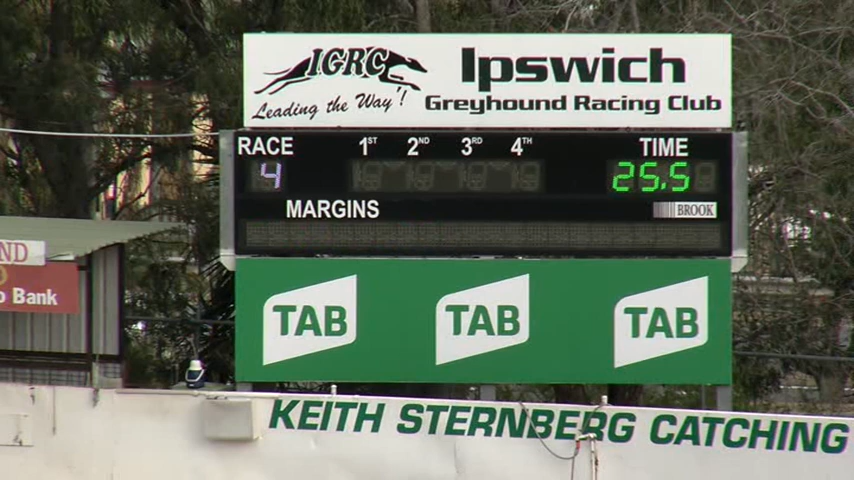 IGRC
Leading the Way'!
Ipswich
Greyhound Racing Club
RACE 1ST 2ND 3RD 4TH TIME
4 25.5
MARGINS BROOK
ND
o Bank
TAB TAB TAB
KEITH STERNBERG CATCHING